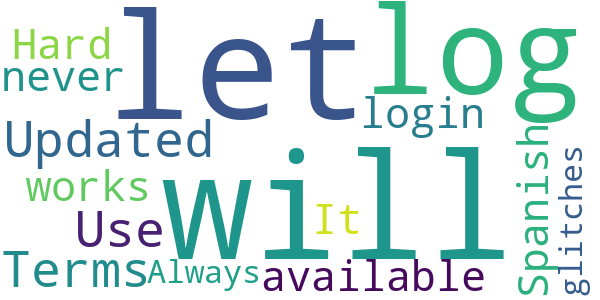 Hard
let
log
never
login
Updated
works
will
Spanish
glitches
Use
It
Terms
Always
available